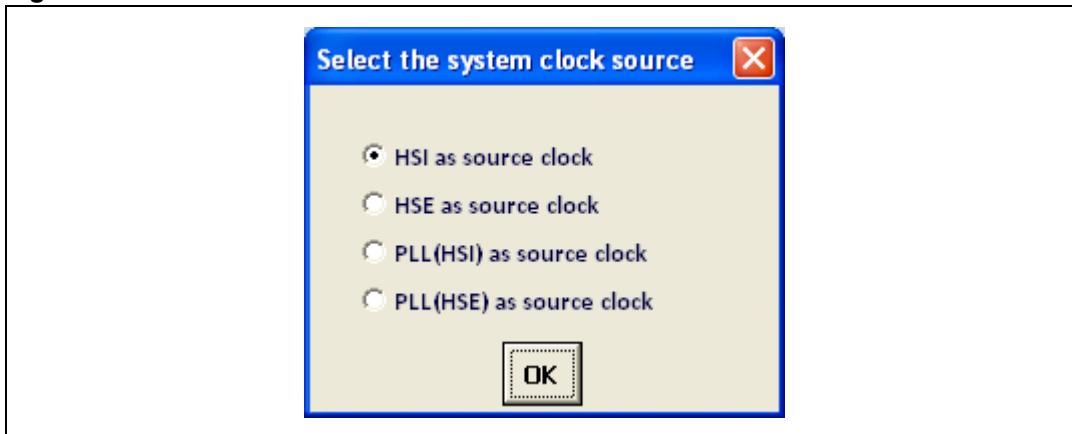 Select the system clock source
HSI as source clock
HSE as source clock
PLL(HSI) as source clock
PLL(HSE) as source clock
OK